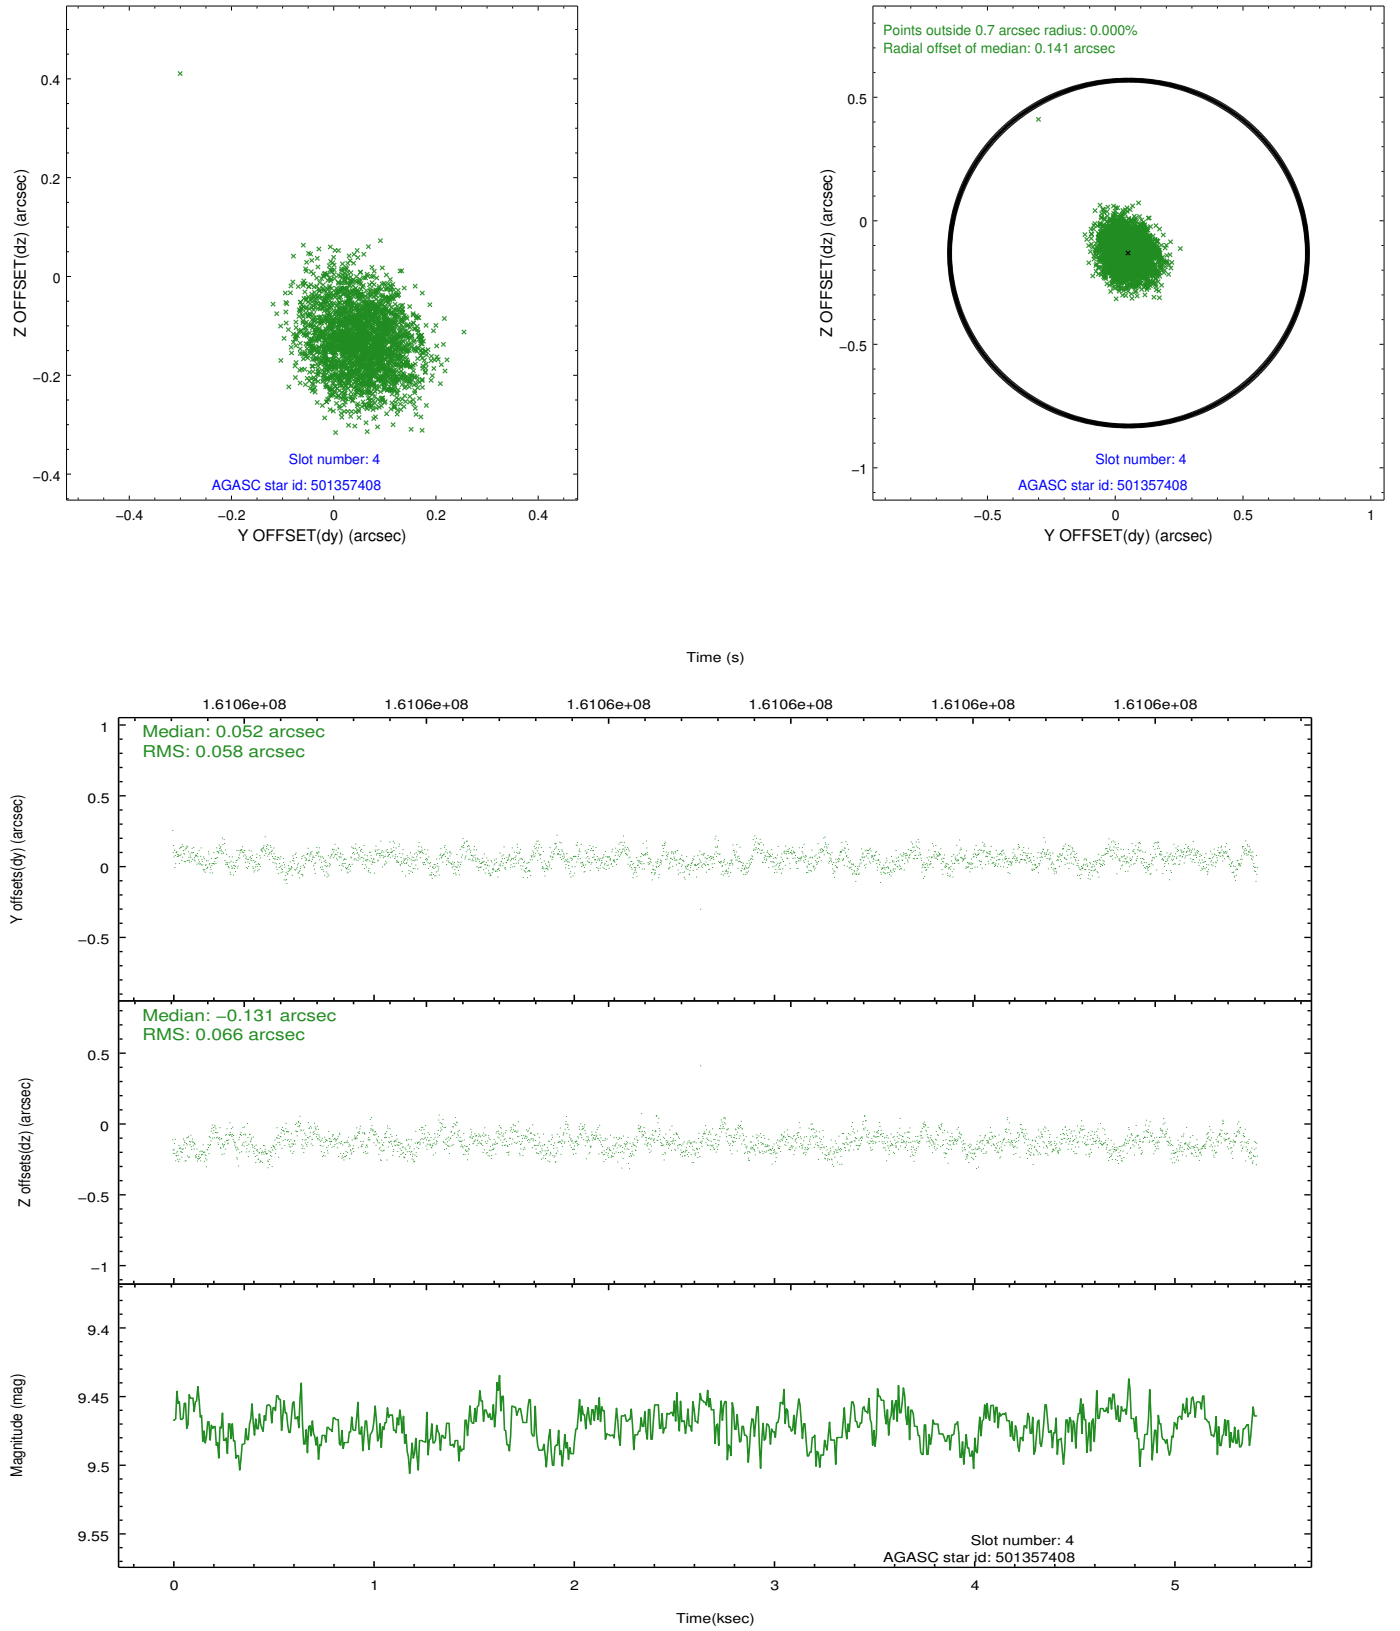 0.4
0.2
0
−0.2
−0.4
Z OFFSET(dz) (arcsec)
Slot number: 4
AGASC star id: 501357408
−0.4 −0.2 0 0.2 0.4
Y OFFSET(dy) (arcsec)
Points outside 0.7 arcsec radius: 0.000%
Radial offset of median: 0.141 arcsec
0.5
0
−0.5
−1
Z OFFSET(dz) (arcsec)
Slot number: 4
AGASC star id: 501357408
−0.5 0 0.5 1
Y OFFSET(dy) (arcsec)
Time (s)
1.6106e+08 1.6106e+08 1.6106e+08 1.6106e+08 1.6106e+08 1.6106e+08
Median: 0.052 arcsec
RMS: 0.058 arcsec
1
0.5
0
−0.5
Y offsets(dy) (arcsec)
Median: −0.131 arcsec
RMS: 0.066 arcsec
0.5
0
−0.5
−1
Z offsets(dz) (arcsec)
9.4
9.45
9.5
9.55
Magnitude (mag)
Slot number: 4
AGASC star id: 501357408
0 1 2 3 4 5
Time(ksec)